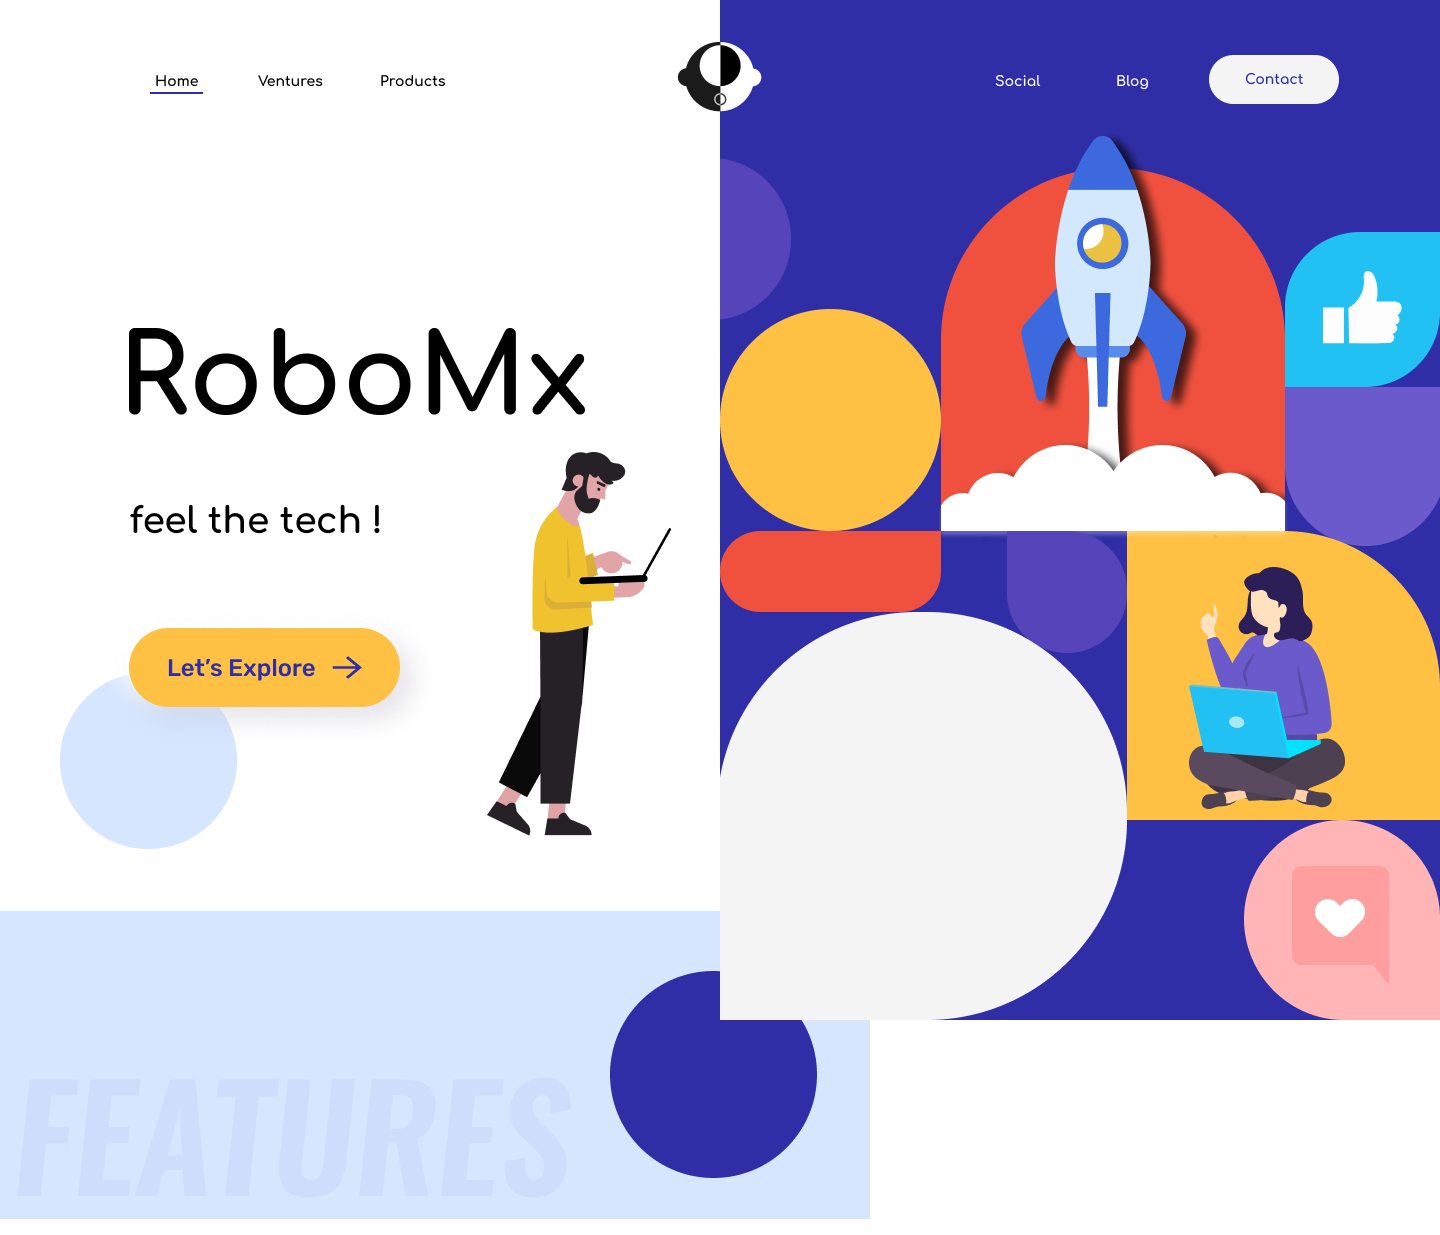 Home
Ventures
Products
Social
Blog
Contact
RoboMx
feel the tech !
Let’s Explore
FEATURES